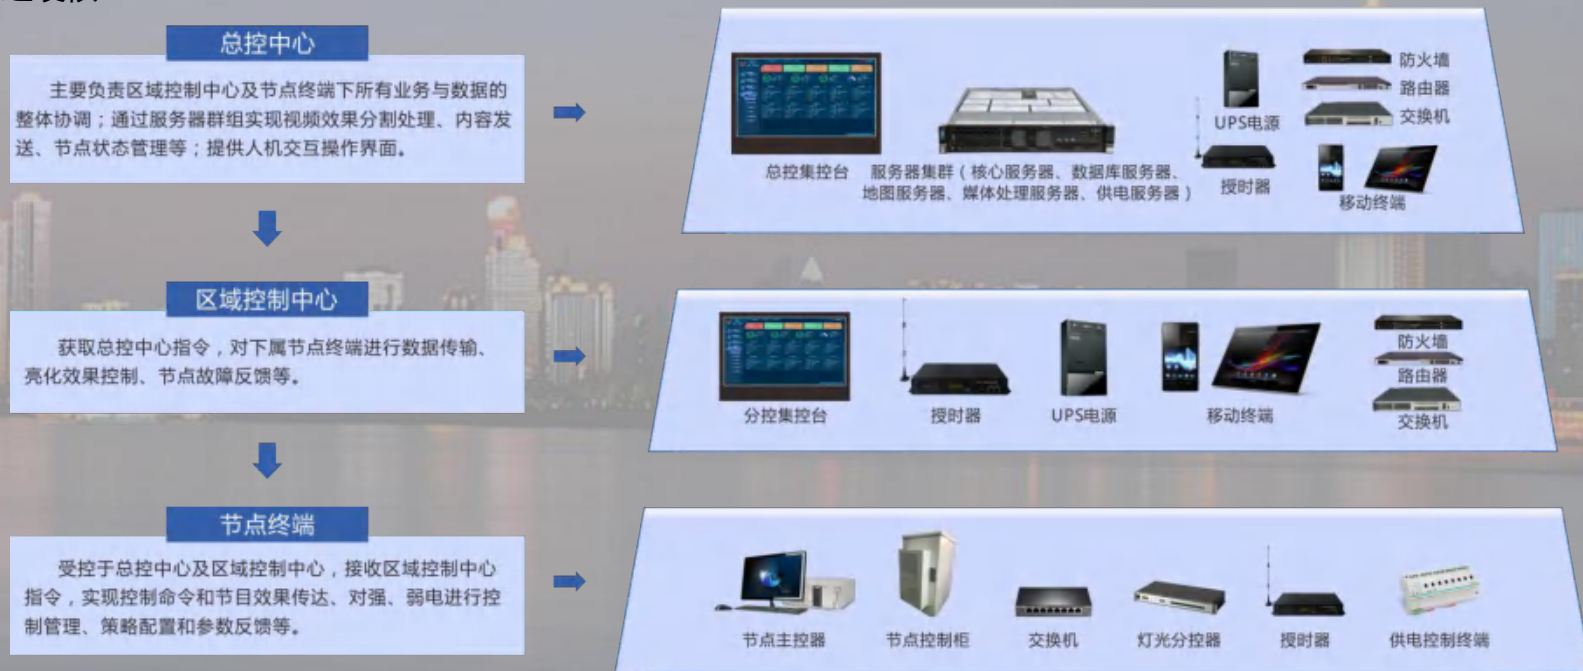 总控中心
主要负责区域控制中心及节点终端下所有业务与数据的
整体协调；通过服务器群组实现视频效果分割处理、内容发
送、节点状态管理等；提供人机交互操作界面。
总控集控台
服务器集群（核心服务器、数据库服务器、
地图服务器、媒体处理服务器、供电服务器）
UPS电源
授时器
防火墙
路由器
交换机
移动终端
区域控制中心
获取总控中心指令，对下属节点终端进行数据传输、
亮化效果控制、节点故障反馈等。
分控集控台
授时器
UPS电源
移动终端
防火墙
路由器
交换机
节点终端
受控于总控中心及区域控制中心，接收区域控制中心
指令，实现控制命令和节目效果传达、对强、弱电进行控
制管理、策略配置和参数反馈等。
节点主控器
节点控制柜
交换机
灯光分控器
授时器
供电控制终端